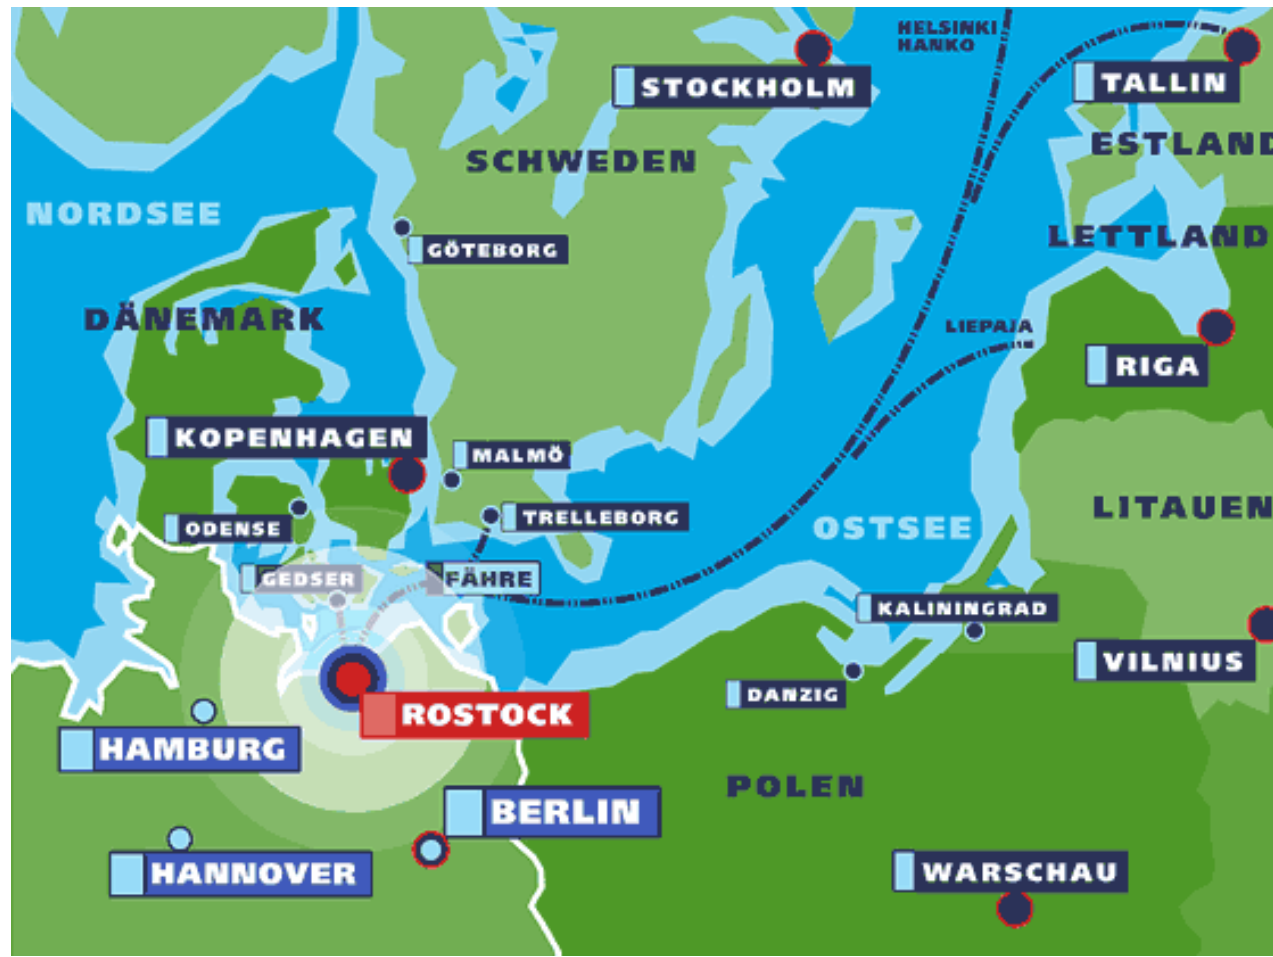 HELSINKI
HANKO
STOCKHOLM
TALLIN
ESTLAND
SCHWEDEN
NORDSEE
GÖTEBORG
LETTLAND
DÄNEMARK
LIEPAJA
RIGA
KOPENHAGEN
MALMÖ
LITAUEN
TRELLEBORG
ODENSE
OSTSEE
GEDSER
FÄHRE
KALININGRAD
VILNIUS
DANZIG
ROSTOCK
HAMBURG
POLEN
BERLIN
HANNOVER
WARSCHAU